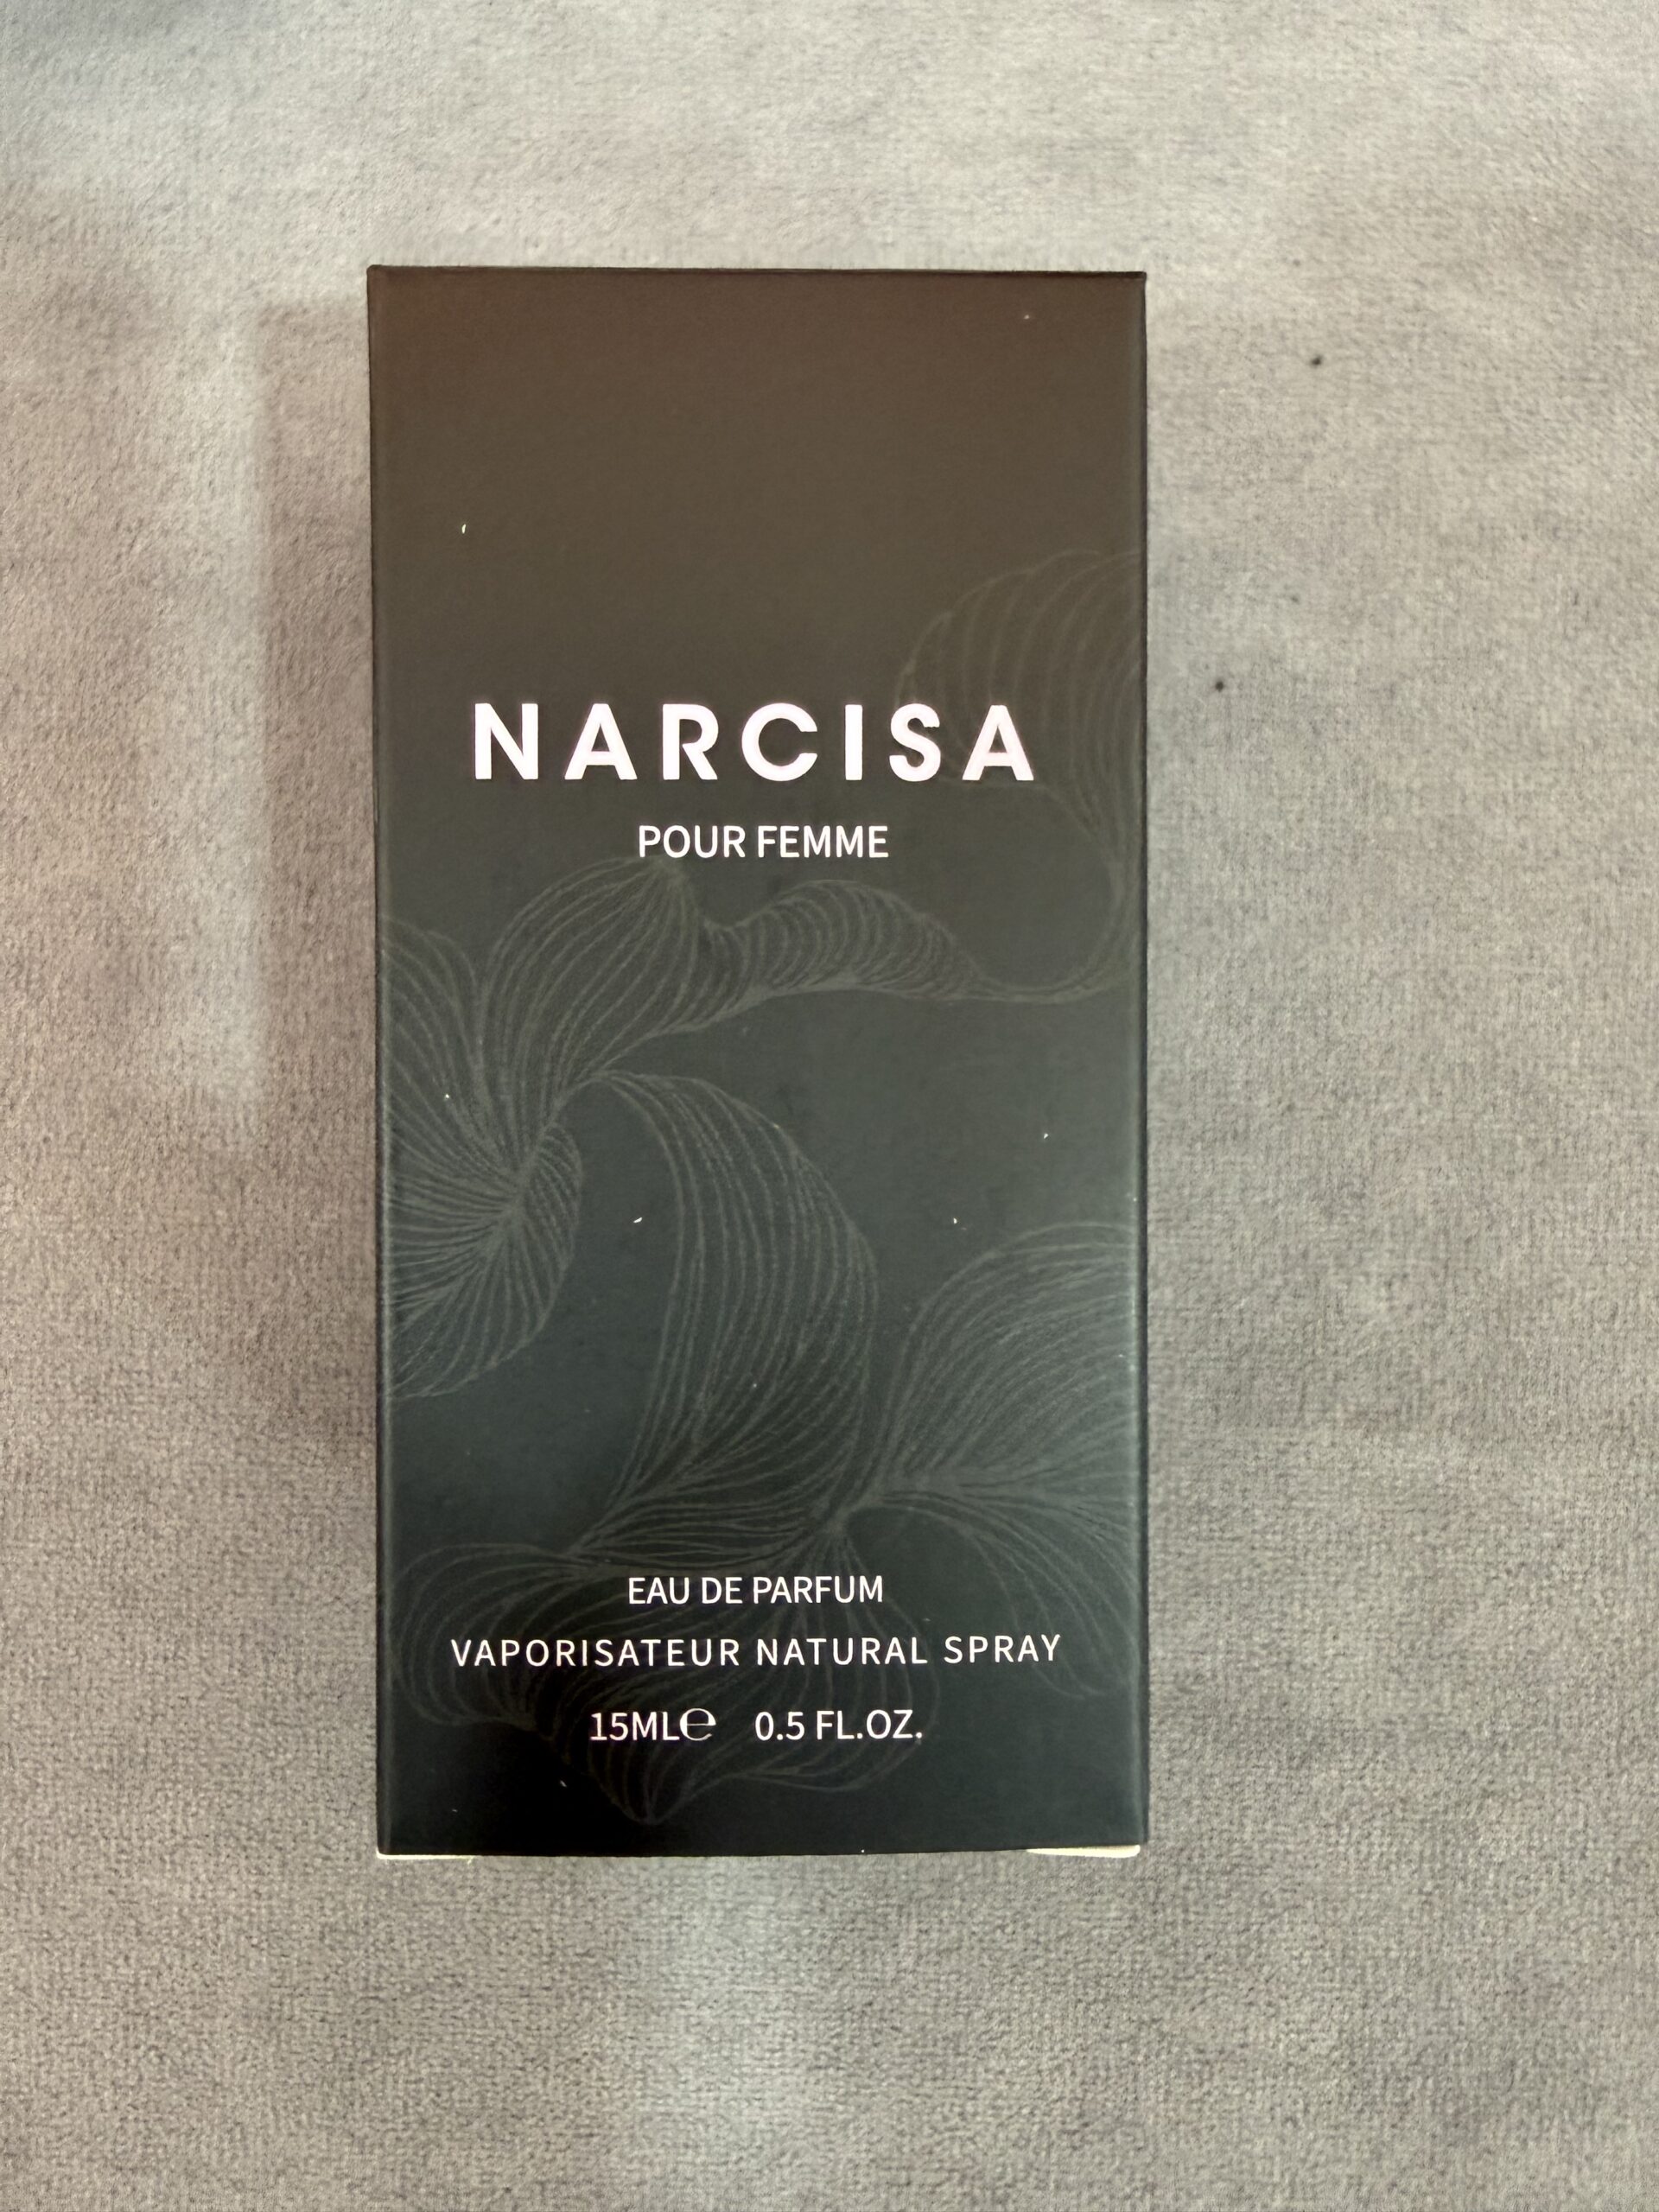 NARCISA
POUR FEMME
EAU DE PARFUM
VAPORISATEUR NATURAL SPRAY
15ML℮ 0.5 FL.OZ.